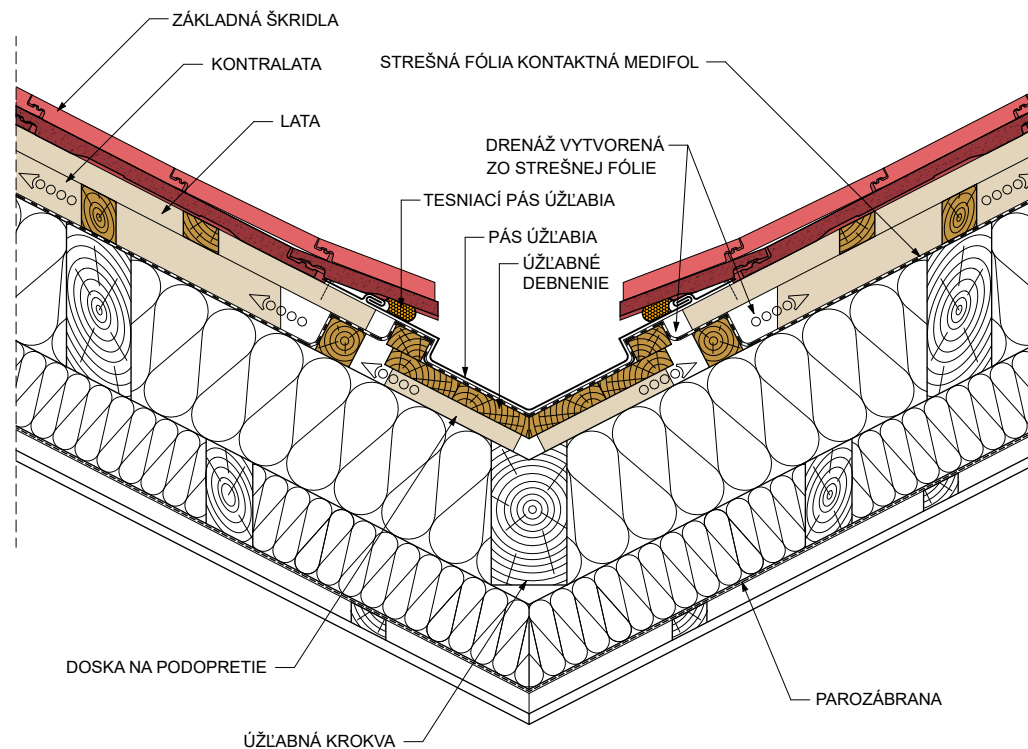 ZÁKLADNÁ ŠKRIDLA
KONTRALATA
STREŠNÁ FÓLIA KONTAKTNÁ MEDIFOL
LATA
DRENÁŽ VYTVORENÁ
ZO STREŠNEJ FÓLIE
TESNIACÍ PÁS ÚŽĽABIA
PÁS ÚŽĽABIA
ÚŽĽABNÉ
DEBNENIE
DOSKA NA PODOPRETIE
PAROZÁBRANA
ÚŽĽABNÁ KROKVA